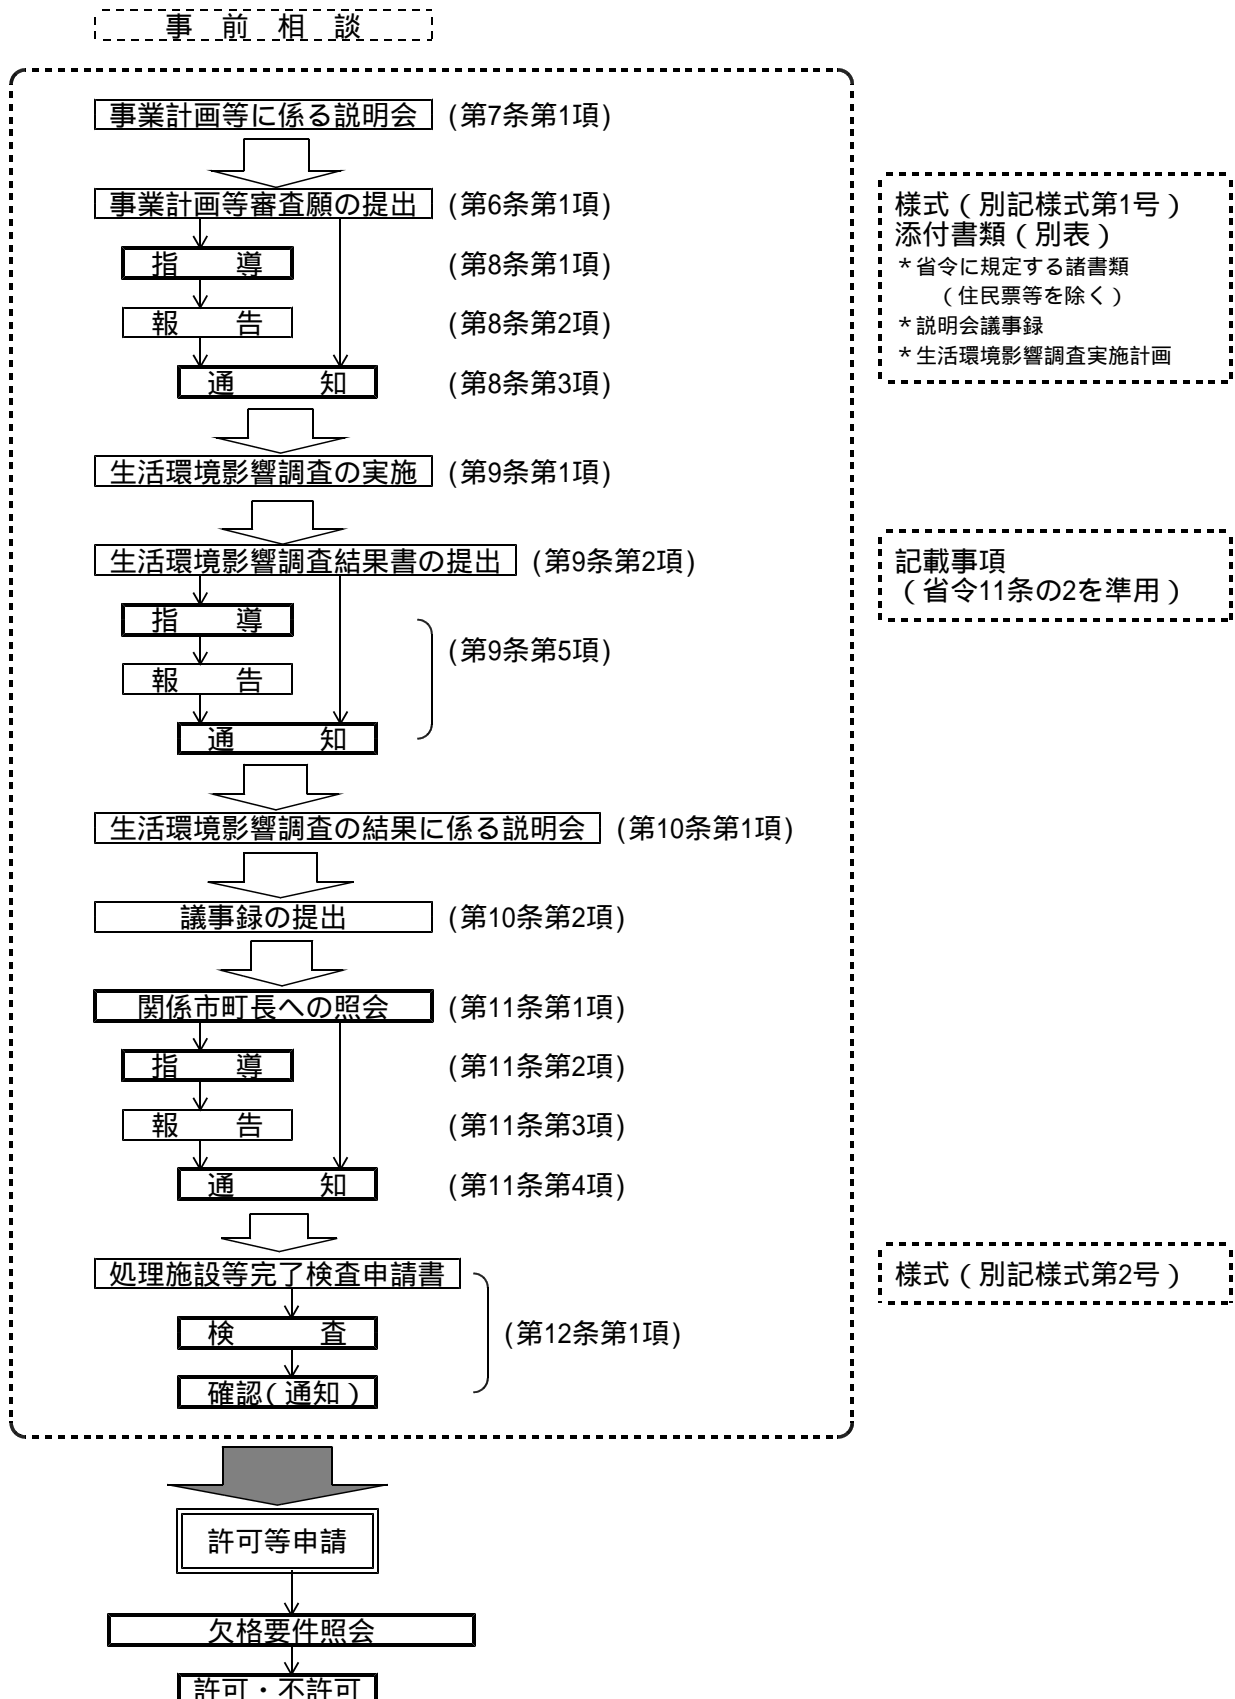 事　前　相　談
事業計画等に係る説明会 (第7条第1項)
事業計画等審査願の提出 (第6条第1項)
指　　導 (第8条第1項)
報　　告 (第8条第2項)
通　　　知 (第8条第3項)
様式（別記様式第1号）
添付書類（別表）
＊省令に規定する諸書類
（住民票等を除く）
＊説明会議事録
＊生活環境影響調査実施計画
生活環境影響調査の実施 (第9条第1項)
生活環境影響調査結果書の提出 (第9条第2項)
記載事項
（省令11条の2を準用）
指　　導
(第9条第5項)
報　　告
通　　　知
生活環境影響調査の結果に係る説明会 (第10条第1項)
議事録の提出 (第10条第2項)
関係市町長への照会 (第11条第1項)
指　　導 (第11条第2項)
報　　告 (第11条第3項)
通　　　知 (第11条第4項)
処理施設等完了検査申請書
様式（別記様式第2号）
検　　　査 (第12条第1項)
確認（通知）
許可等申請
欠格要件照会
許可・不許可